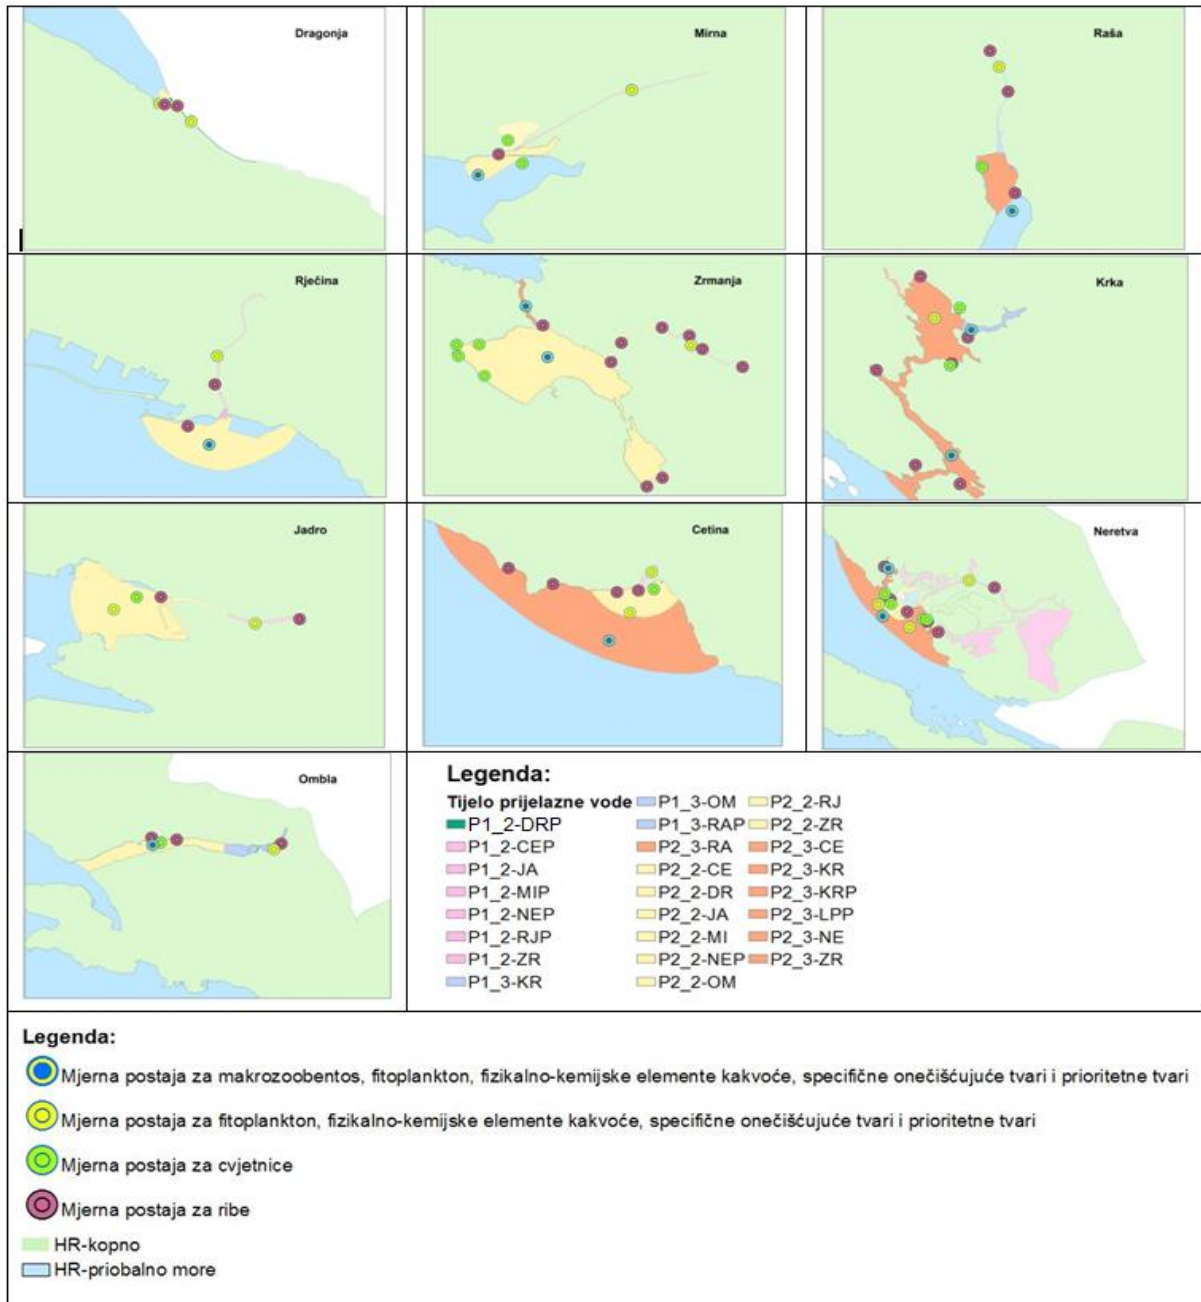 Dragonja
Mirna
Raša
Rječina
Zrmanja
Krka
Jadro
Cetina
Neretva
Ombla
Legenda:
Tijelo prijelazne vode
P1_2-DRP
P1_2-CEP
P1_2-JA
P1_2-MIP
P1_2-NEP
P1_2-RJP
P1_2-ZR
P1_3-KR
P1_3-OM
P1_3-RAP
P2_3-RA
P2_2-CE
P2_2-DR
P2_2-JA
P2_2-MI
P2_2-NEP
P2_2-OM
P2_2-RJ
P2_2-ZR
P2_3-CE
P2_3-KR
P2_3-KRP
P2_3-LPP
P2_3-NE
P2_3-ZR
Legenda:
Mjerna postaja za makrozoobentos, fitoplankton, fizikalno-kemijske elemente kakvoće, specifične onečišćujuće tvari i prioritetne tvari
Mjerna postaja za fitoplankton, fizikalno-kemijske elemente kakvoće, specifične onečišćujuće tvari i prioritetne tvari
Mjerna postaja za cvjetnice
Mjerna postaja za ribe
HR-kopno
HR-priobalno more